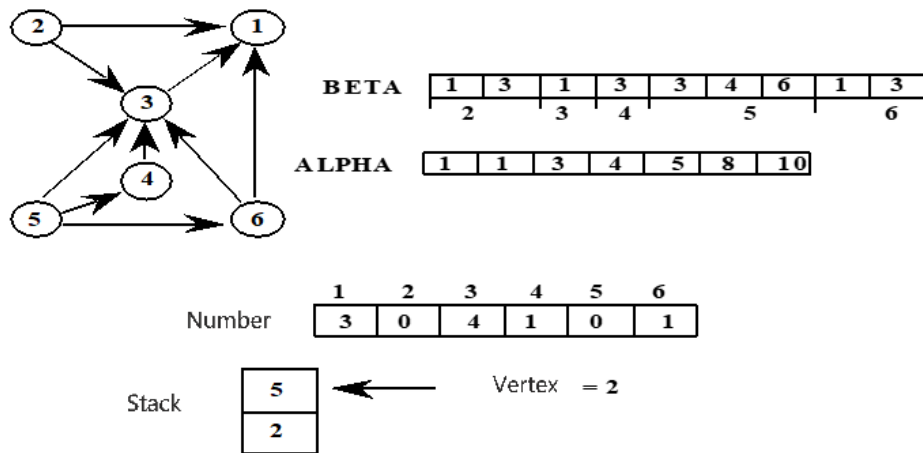 2 1
3
4
5 6
BETA 1 3 1 3 3 4 6 1 3
2 3 4 5 6
ALPHA 1 1 3 4 5 8 10
1 2 3 4 5 6
Number 3 0 4 1 0 1
Stack 5 Vertex = 2
2